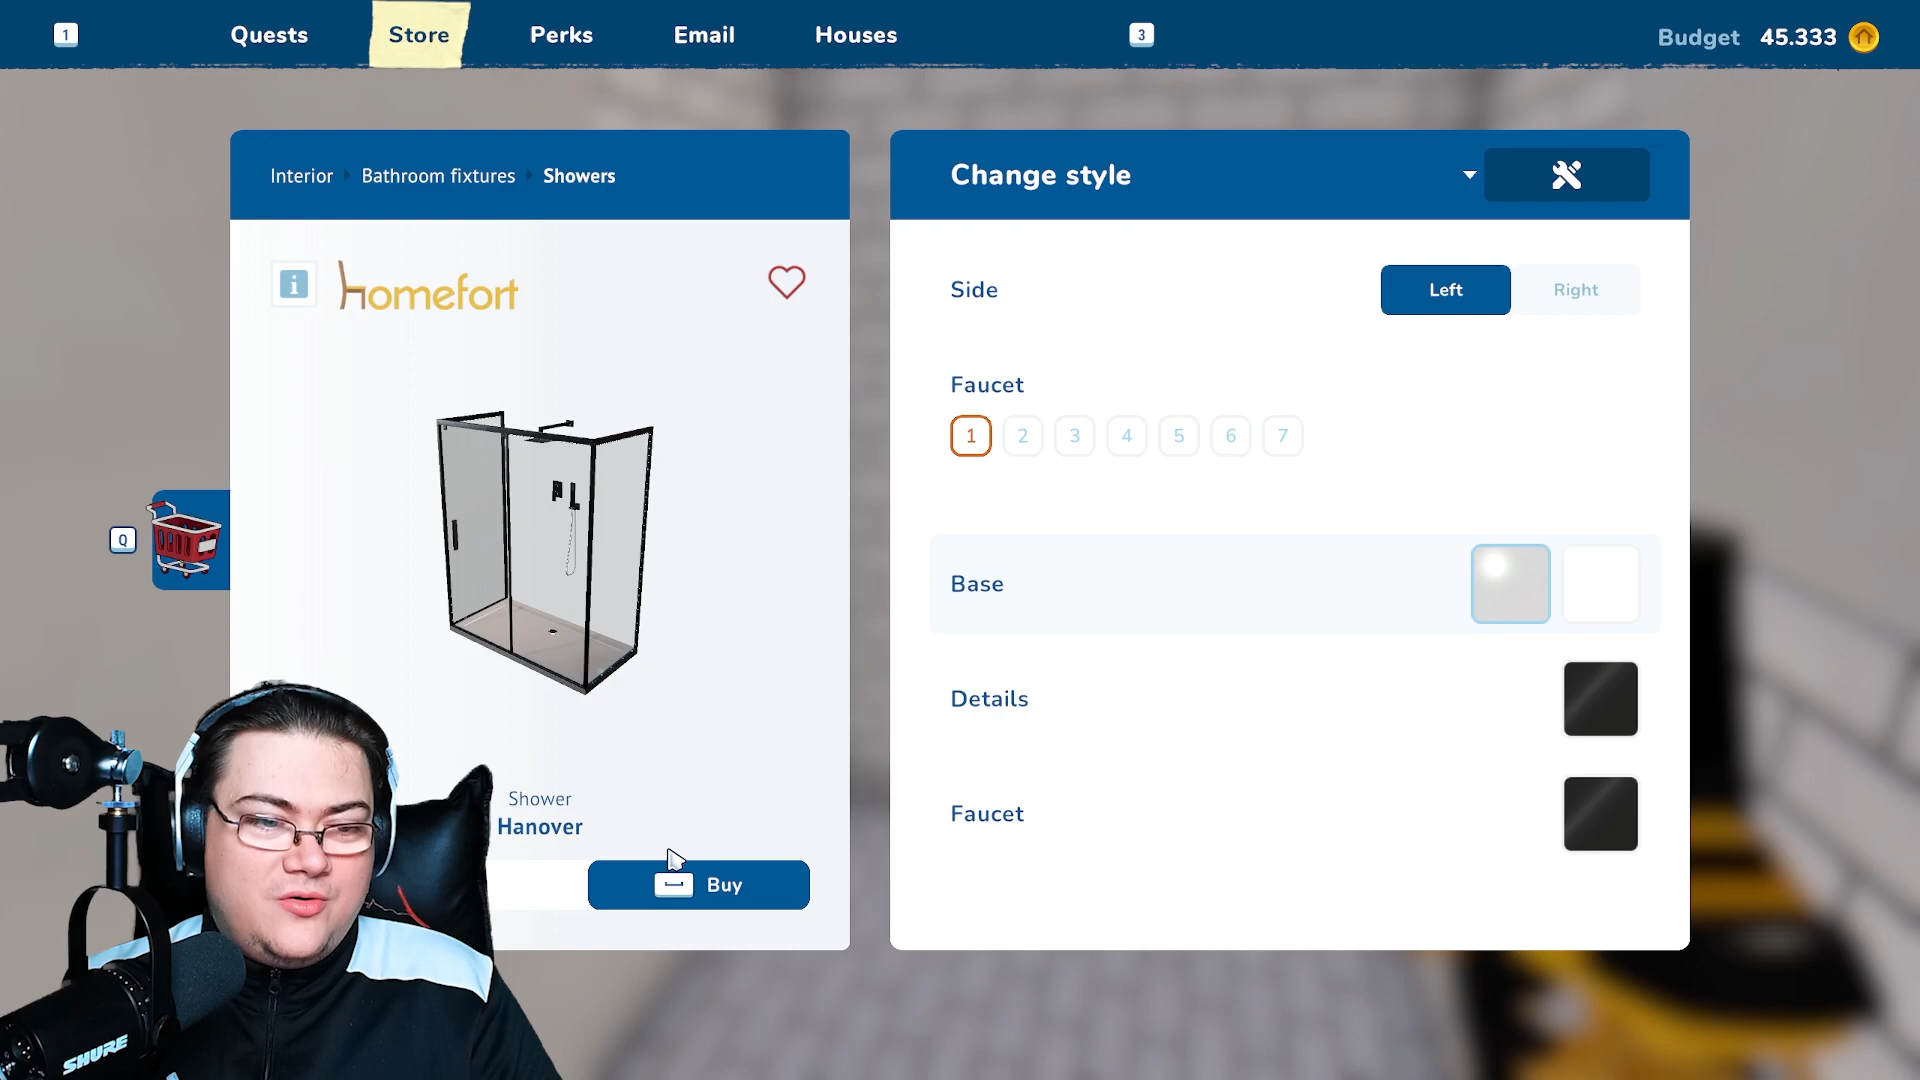 1
Quests
Store
Perks
Email
Houses
3
Budget 45.333
Interior
Bathroom fixtures
Showers
Change style
i
homefort
Side
Left
Right
Faucet
1
2
3
4
5
6
7
Q
Base
Details
Shower
Hanover
Faucet
Buy
SHURE